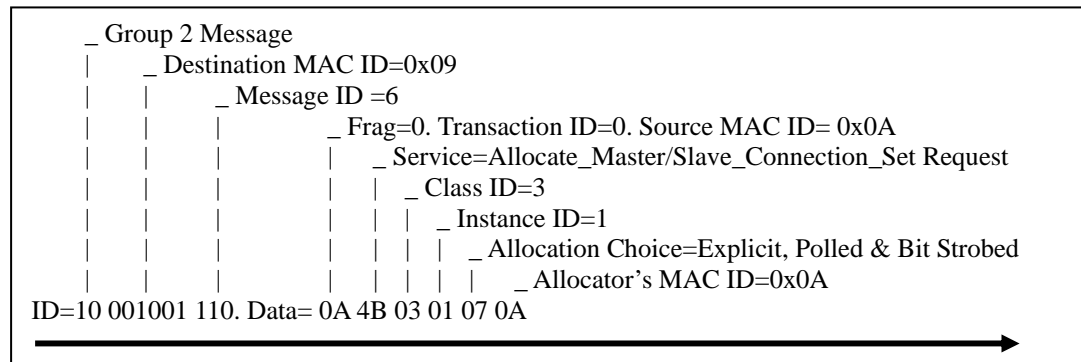 _ Group 2 Message
| _ Destination MAC ID=0x09
| | _ Message ID =6
| | | _ Frag=0. Transaction ID=0. Source MAC ID= 0x0A
| | | | _ Service=Allocate_Master/Slave_Connection_Set Request
| | | | | _ Class ID=3
| | | | | | _ Instance ID=1
| | | | | | | _ Allocation Choice=Explicit, Polled & Bit Strobed
| | | | | | | | _ Allocator’s MAC ID=0x0A
ID=10 001001 110. Data= 0A 4B 03 01 07 0A